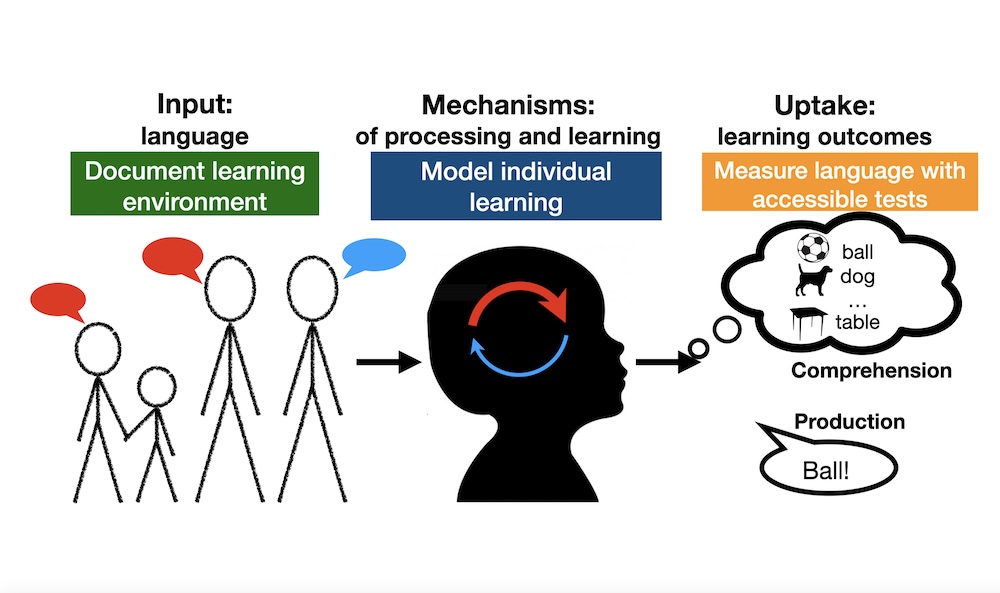 Input:
language
Document learning
environment
Mechanisms:
of processing and learning
Model individual
learning
Uptake:
learning outcomes
Measure language with
accessible tests
ball
dog
...
table
Comprehension
Production
Ball!